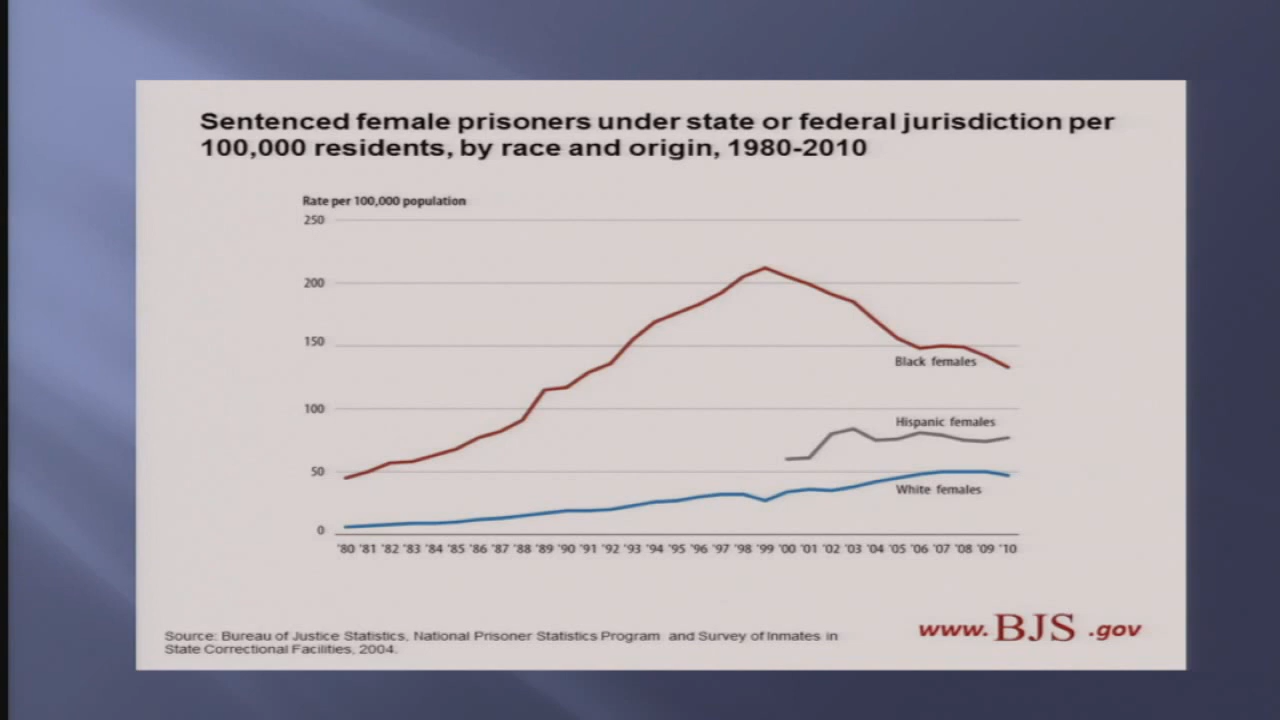 Sentenced female prisoners under state or federal jurisdiction per
100,000 residents, by race and origin, 1980-2010
Rate per 100,000 population
250
200
150
Black females
100
Hispanic females
50
White females
0
'80 '81 '82 '83 '84 '85 '86 '87 '88 '89 '90 '91 '92 '93 '94 '95 '96 '97 '98 '99 '00 '01 '02 '03 '04 '05 '06 '07 '08 '09 '10
www.BJS.gov
Source: Bureau of Justice Statistics, National Prisoner Statistics Program and Survey of Inmates in
State Correctional Facilities, 2004.